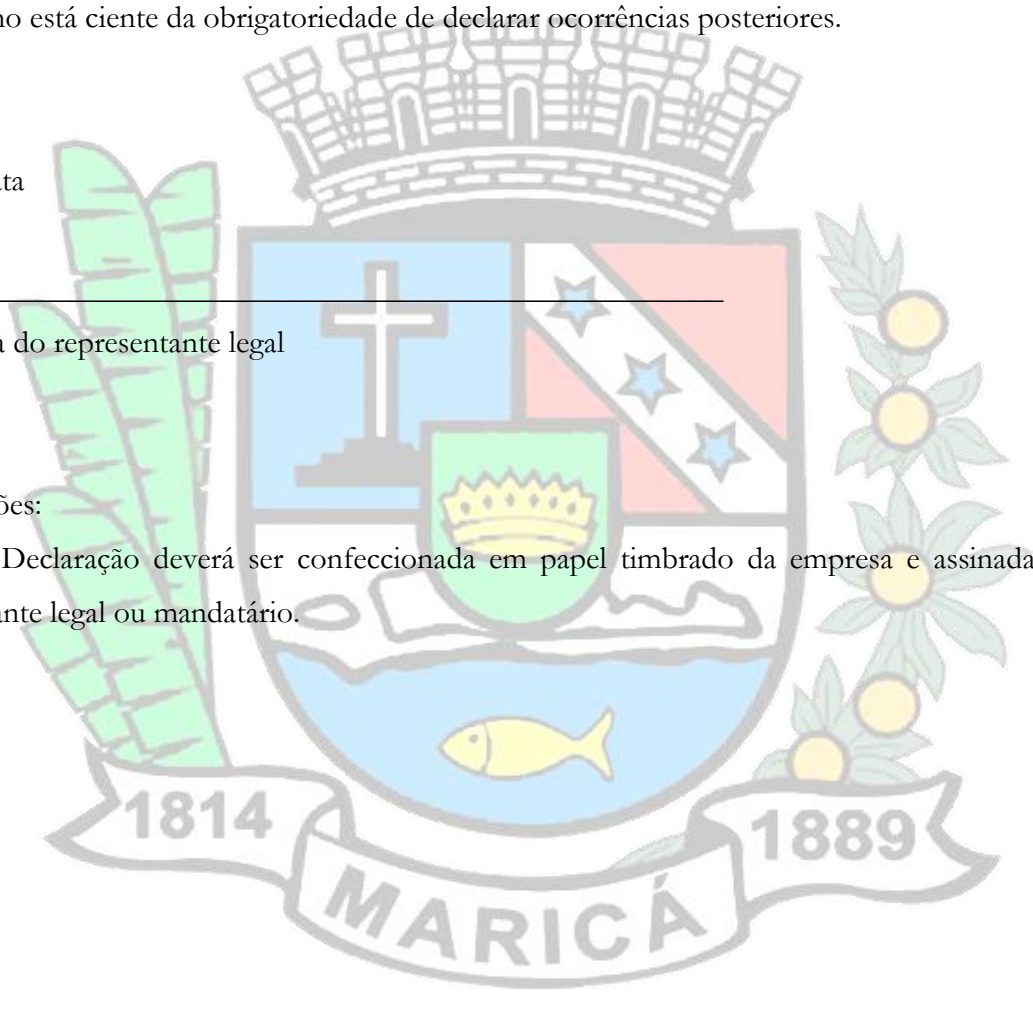 no está ciente da obrigatoriedade de declarar ocorrências posteriores.
ta
a do representante legal
ões:
Declaração deverá ser confeccionada em papel timbrado da empresa e assinada
ante legal ou mandatário.
1814
1889
MARICÁ